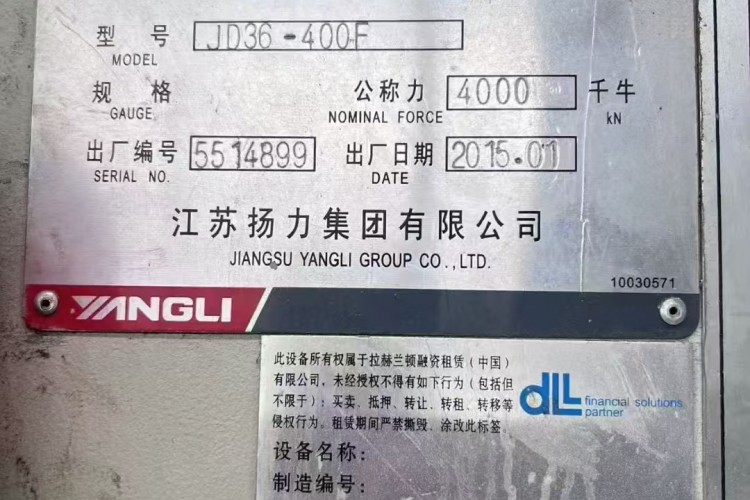 型号 JD36-400F
MODEL
规格 公称力 4000 千牛
GAUGE NOMINAL FORCE kN
出厂编号 5514899 出厂日期 2015.01
SERIAL NO. DATE
江苏扬力集团有限公司
JIANGSU YANGLI GROUP CO.,LTD.
10030571
YANGLI
此设备所有权属于拉赫兰顿融资租赁（中国）
有限公司，未经授权不得有如下行为（包括但
不限于）：买卖、抵押、转让、转租、转移等
侵权行为。租赁期间严禁撕毁、涂改此标签。
dLL financial solutions
partner
设备名称：
制造编号：